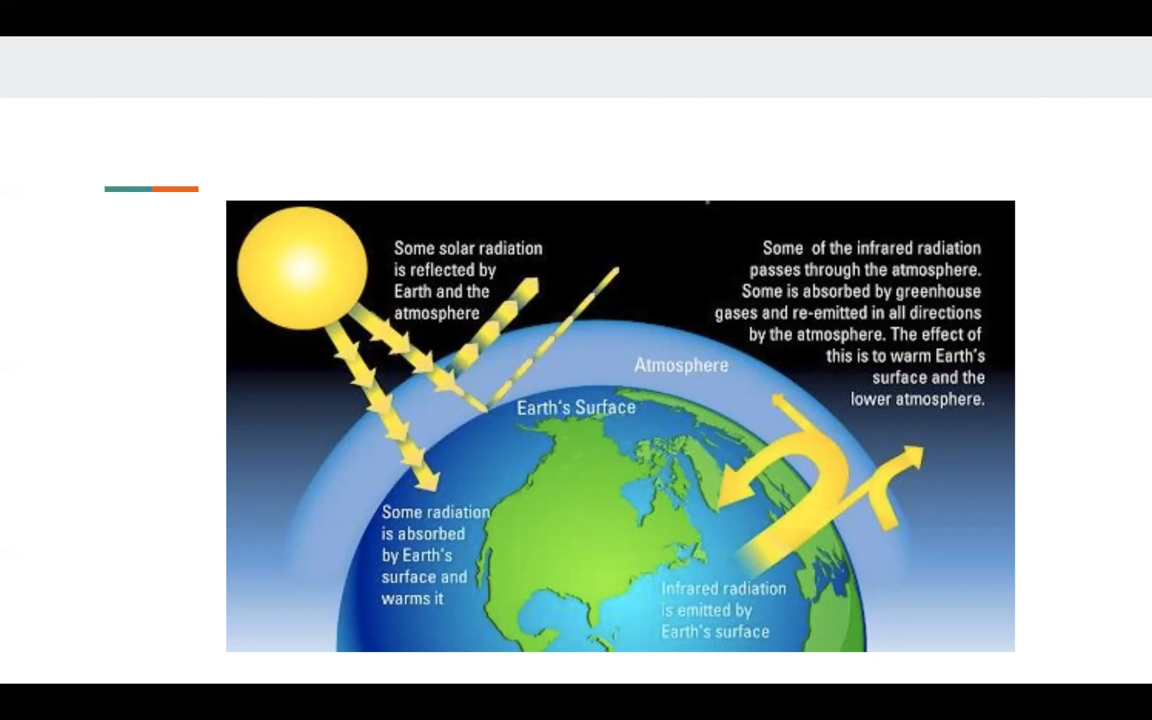 Some solar radiation
is reflected by
Earth and the
atmosphere
Some of the infrared radiation
passes through the atmosphere.
Some is absorbed by greenhouse
gases and re-emitted in all directions
by the atmosphere. The effect of
this is to warm Earth's
surface and the
lower atmosphere.
Atmosphere
Earth's Surface
Some radiation
is absorbed
by Earth's
surface and
warms it
Infrared radiation
is emitted by
Earth's surface